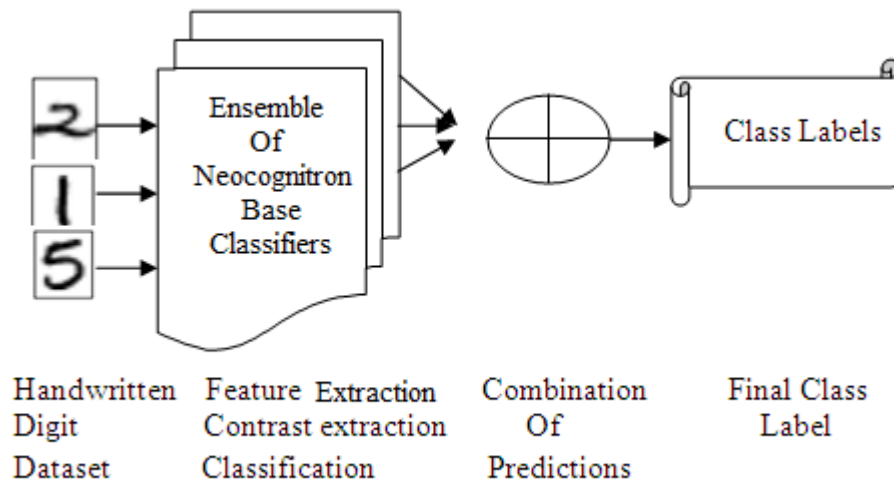 2
1
5
Ensemble
Of
Neocognitron
Base
Classifiers
Class Labels
Handwritten Feature Extraction Combination Final Class
Digit Contrast extraction Of Label
Dataset Classification Predictions